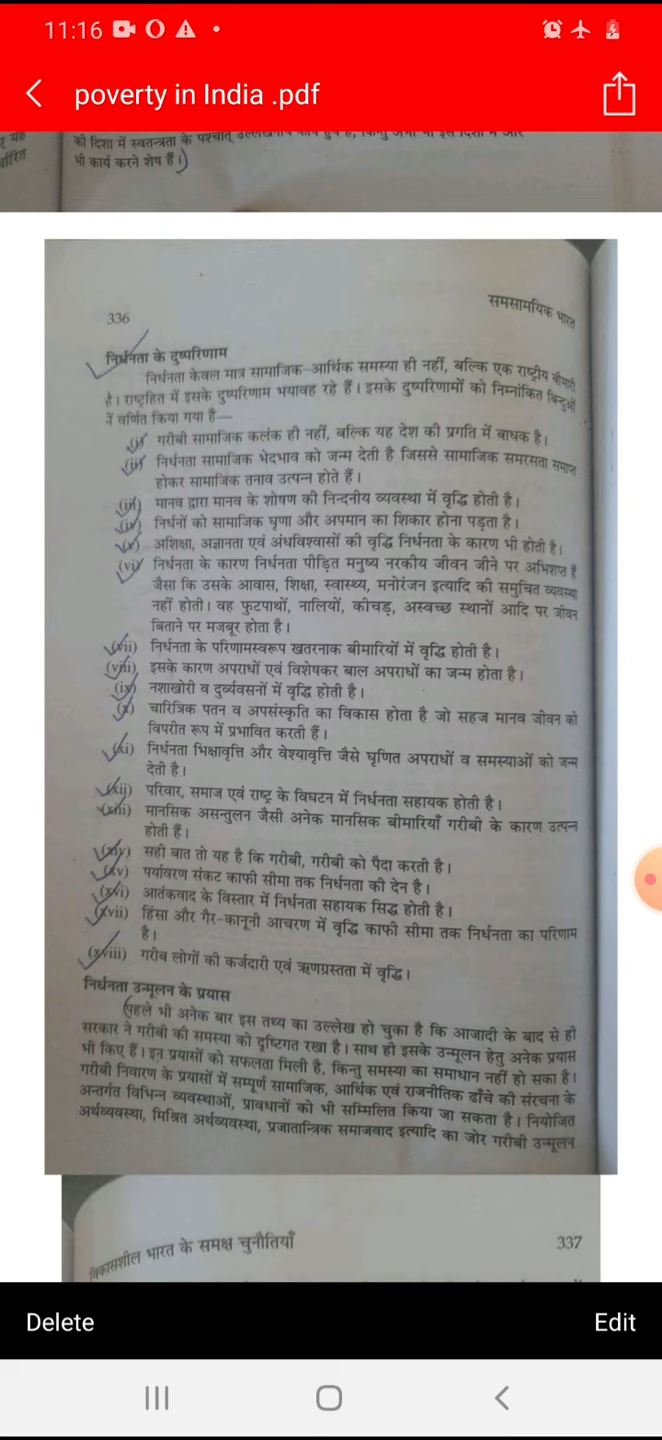 11:16
poverty in India .pdf
की दिशा में स्वतन्त्रता के पश्चात्
भी कार्य करने शेष हैं।)
336
समसामयिक भारत
निर्धनता के दुष्परिणाम
निर्धनता केवल मात्र सामाजिक-आर्थिक समस्या ही नहीं, बल्कि एक राष्ट्रीय बीमारी
है। राष्ट्रहित में इसके दुष्परिणाम भयावह रहे हैं। इसके दुष्परिणामों को निम्नांकित बिन्दुओं
में वर्णित किया गया है—
(i) गरीबी सामाजिक कलंक ही नहीं, बल्कि यह देश की प्रगति में बाधक है।
(ii) निर्धनता सामाजिक भेदभाव को जन्म देती है जिससे सामाजिक समरसता समाप्त
होकर सामाजिक तनाव उत्पन्न होते हैं।
(iii) मानव द्वारा मानव के शोषण की निन्दनीय व्यवस्था में वृद्धि होती है।
(iv) निर्धनों को सामाजिक घृणा और अपमान का शिकार होना पड़ता है।
(v) अशिक्षा, अज्ञानता एवं अंधविश्वासों की वृद्धि निर्धनता के कारण भी होती है।
(vi) निर्धनता के कारण निर्धनता पीड़ित मनुष्य नरकीय जीवन जीने पर अभिशप्त है
जैसा कि उसके आवास, शिक्षा, स्वास्थ्य, मनोरंजन इत्यादि की समुचित व्यवस्था
नहीं होती। वह फुटपाथों, नालियों, कीचड़, अस्वच्छ स्थानों आदि पर जीवन
बिताने पर मजबूर होता है।
(vii) निर्धनता के परिणामस्वरूप खतरनाक बीमारियों में वृद्धि होती है।
(viii) इसके कारण अपराधों एवं विशेषकर बाल अपराधों का जन्म होता है।
(ix) नशाखोरी व दुर्व्यवसनों में वृद्धि होती है।
(x) चारित्रिक पतन व अपसंस्कृति का विकास होता है जो सहज मानव जीवन को
विपरीत रूप में प्रभावित करती हैं।
(xi) निर्धनता भिक्षावृत्ति और वेश्यावृत्ति जैसे घृणित अपराधों व समस्याओं को जन्म
देती है।
(xii) परिवार, समाज एवं राष्ट्र के विघटन में निर्धनता सहायक होती है।
(xiii) मानसिक असन्तुलन जैसी अनेक मानसिक बीमारियाँ गरीबी के कारण उत्पन्न
होती हैं।
(xiv) सही बात तो यह है कि गरीबी, गरीबी को पैदा करती है।
(xv) पर्यावरण संकट काफी सीमा तक निर्धनता की देन है।
(xvi) आतंकवाद के विस्तार में निर्धनता सहायक सिद्ध होती है।
(xvii) हिंसा और गैर-कानूनी आचरण में वृद्धि काफी सीमा तक निर्धनता का परिणाम
है।
(xviii) गरीब लोगों की कर्जदारी एवं ऋणग्रस्तता में वृद्धि।
निर्धनता उन्मूलन के प्रयास
(पहले भी अनेक बार इस तथ्य का उल्लेख हो चुका है कि आजादी के बाद से ही
सरकार ने गरीबी की समस्या को दृष्टिगत रखा है। साथ ही इसके उन्मूलन हेतु अनेक प्रयास
भी किए हैं। इन प्रयासों को सफलता मिली है, किन्तु समस्या का समाधान नहीं हो सका है।
गरीबी निवारण के प्रयासों में सम्पूर्ण सामाजिक, आर्थिक एवं राजनीतिक ढाँचे की संरचना के
अन्तर्गत विभिन्न व्यवस्थाओं, प्रावधानों को भी सम्मिलित किया जा सकता है। नियोजित
अर्थव्यवस्था, मिश्रित अर्थव्यवस्था, प्रजातान्त्रिक समाजवाद इत्यादि का जोर गरीबी उन्मूलन
विकासशील भारत के समक्ष चुनौतियाँ
337
Delete
Edit